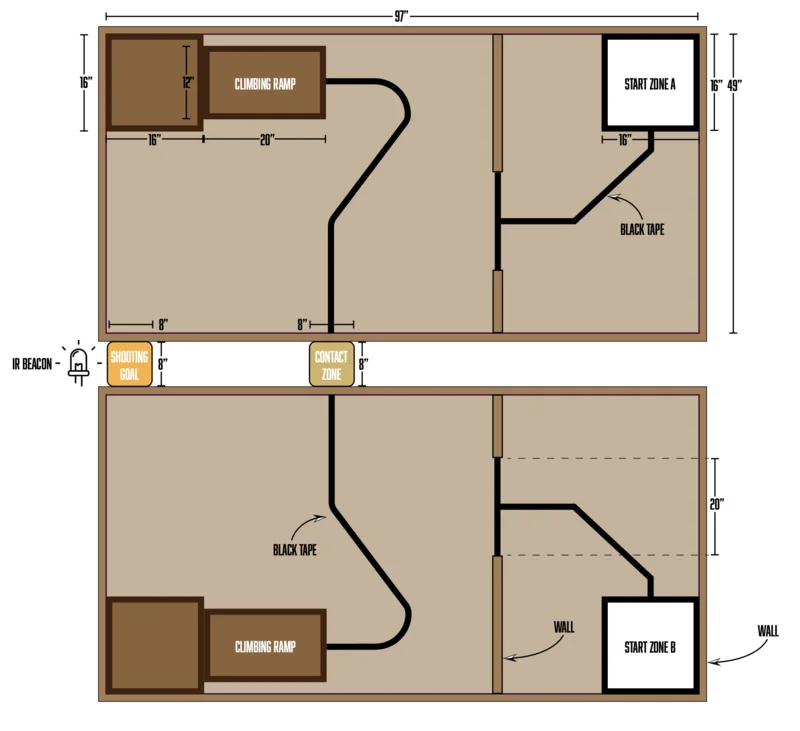 97”
16”
12”
CLIMBING RAMP
START ZONE A
16”
49”
16”
20”
16”
BLACK TAPE
8”
8”
IR BEACON
SHOOTING
GOAL
8”
CONTACT
ZONE
8”
20”
BLACK TAPE
WALL
WALL
CLIMBING RAMP
START ZONE B